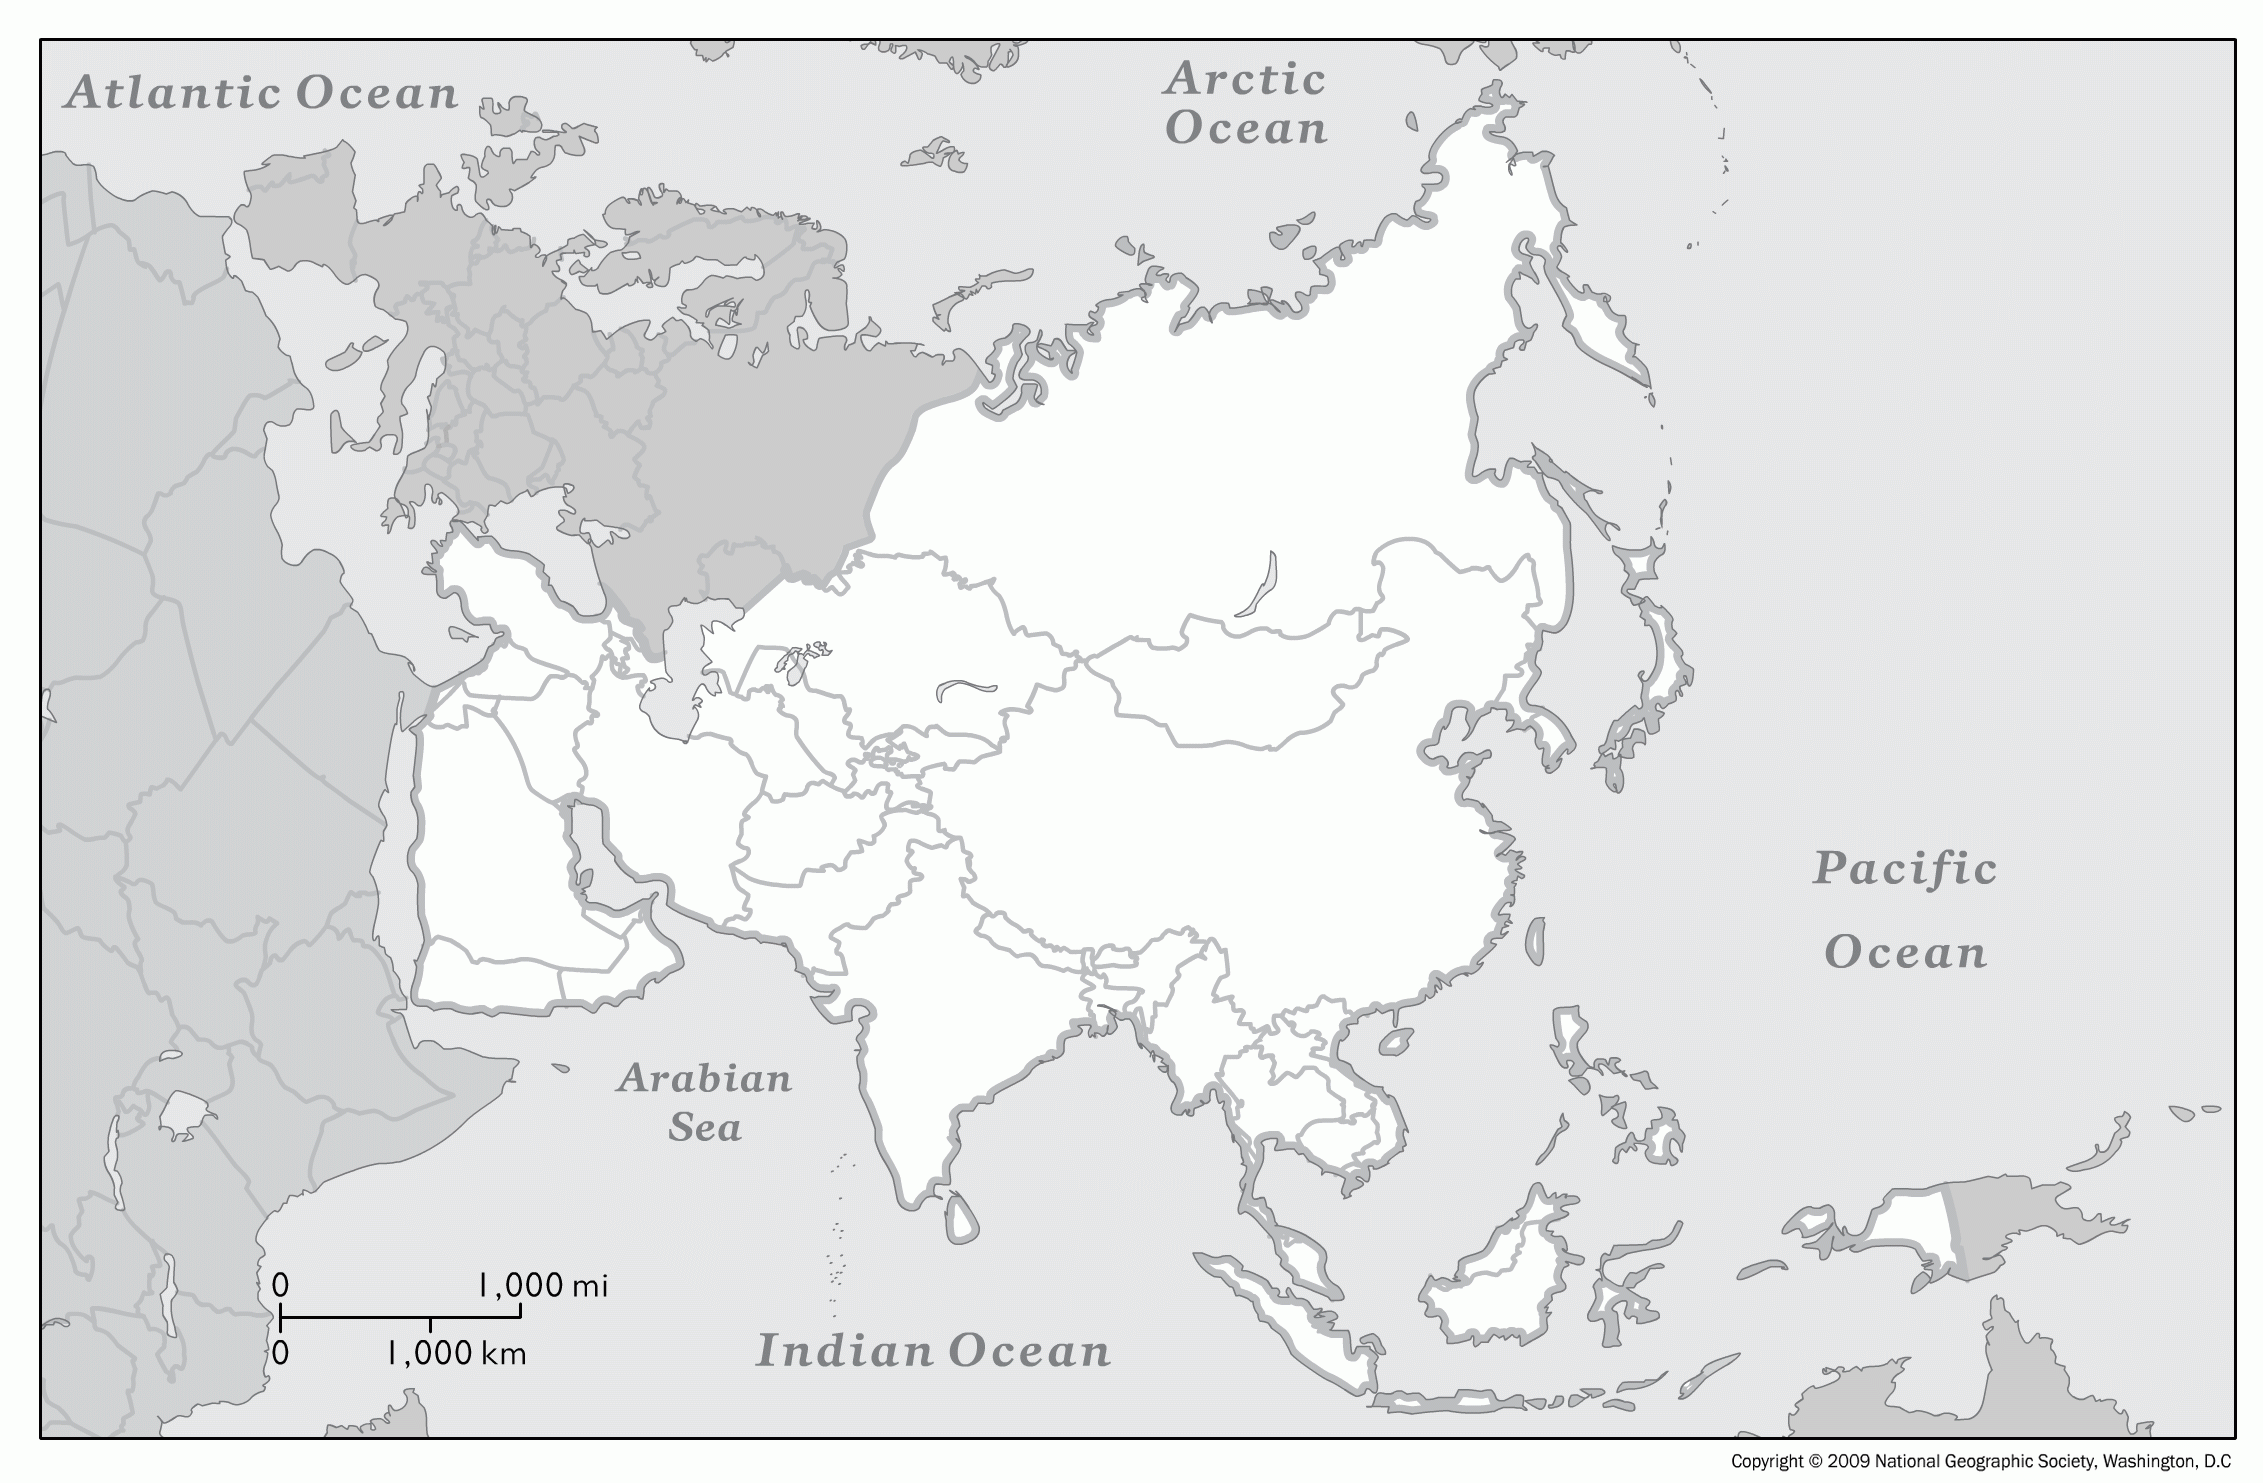 Atlantic Ocean
Arctic
Ocean
Pacific
Ocean
Arabian
Sea
0 1,000 mi
0 1,000 km
Indian Ocean
Copyright © 2009 National Geographic Society, Washington, D.C